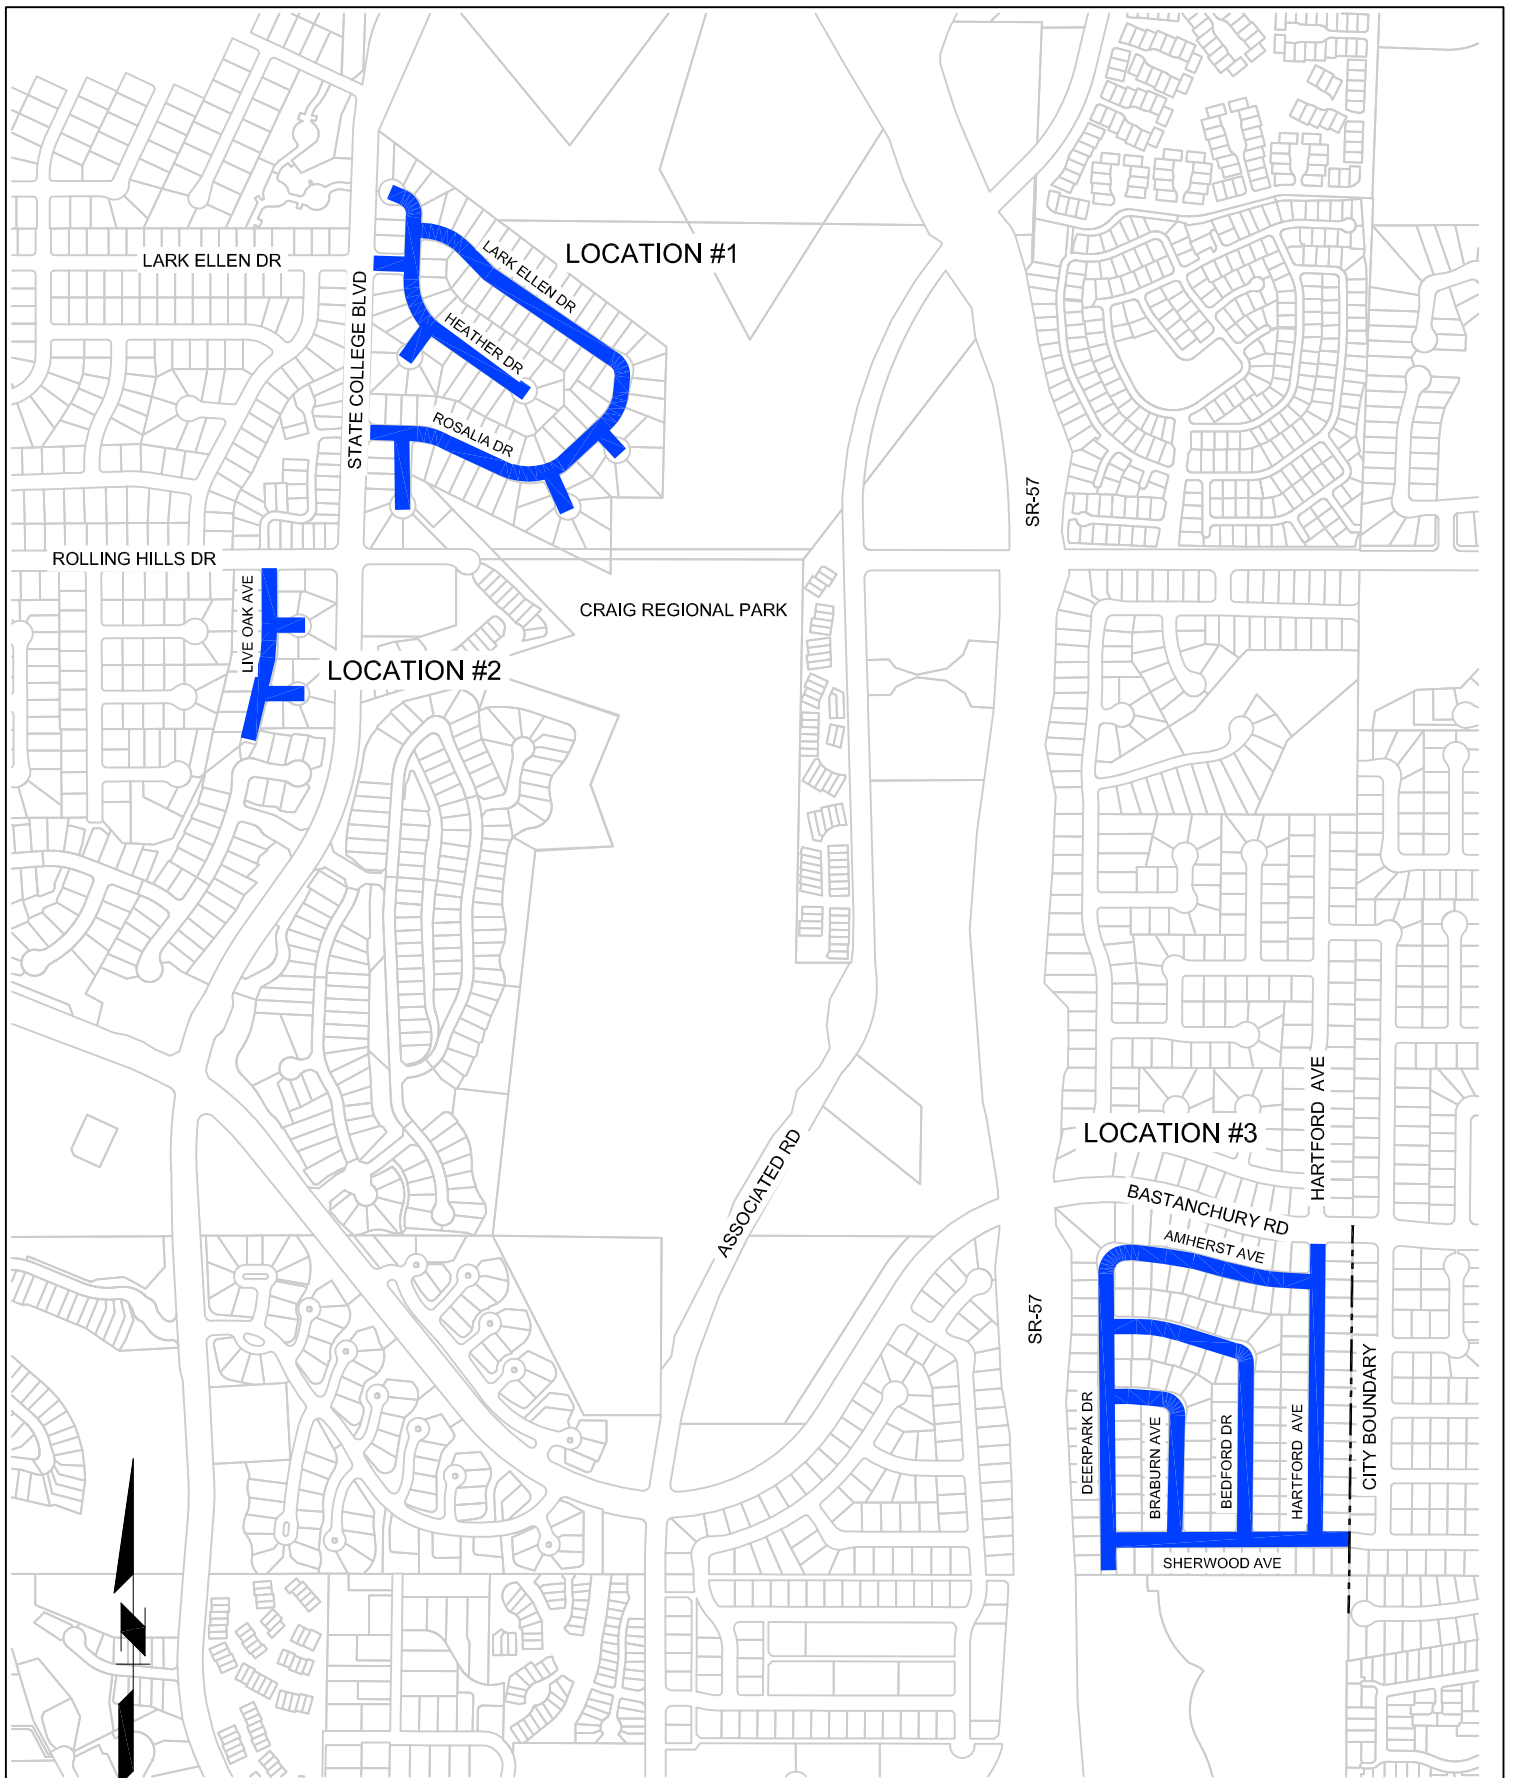 LOCATION #1
LARK ELLEN DR
LARK ELLEN DR
STATE COLLEGE BLVD
HEATHER DR
ROSALIA DR
SR-57
ROLLING HILLS DR
LIVE OAK AVE
CRAIG REGIONAL PARK
LOCATION #2
HARTFORD AVE
LOCATION #3
ASSOCIATED RD
BASTANCHURY RD
AMHERST AVE
SR-57
DEERPARK DR
BRABURN AVE
BEDFORD DR
HARTFORD AVE
CITY BOUNDARY
SHERWOOD AVE